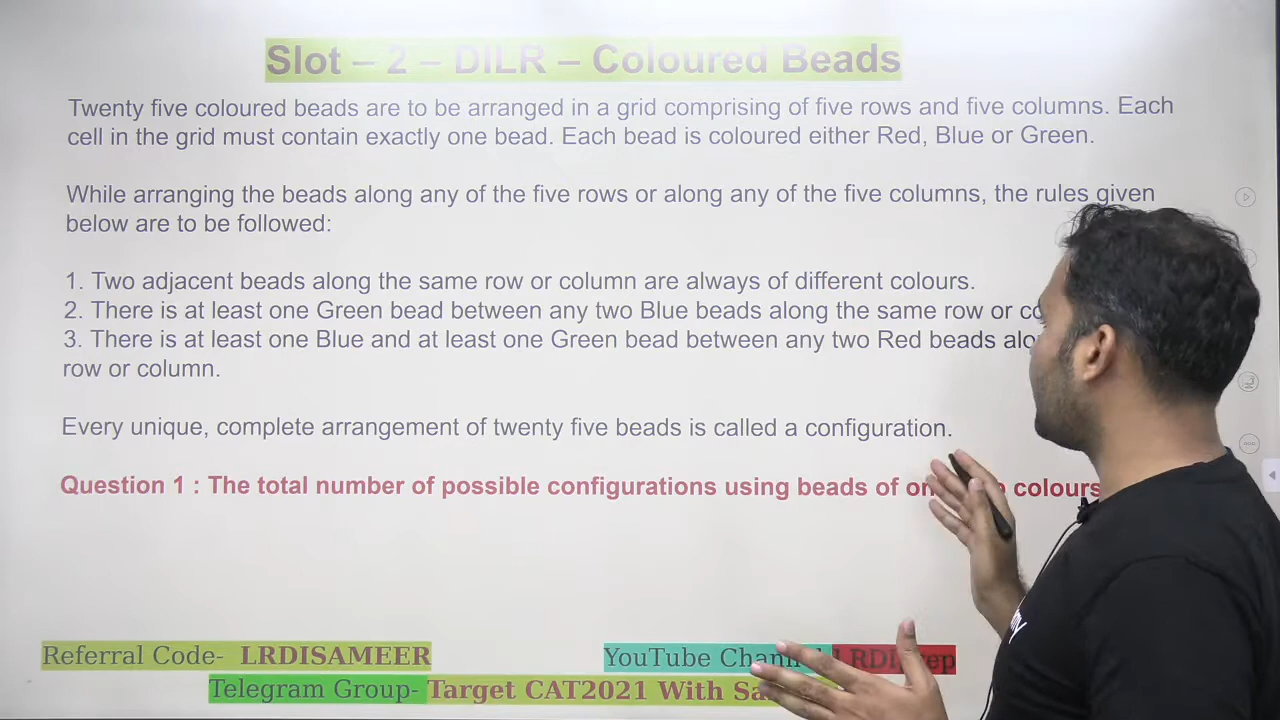 Slot – 2 – DILR – Coloured Beads
Twenty five coloured beads are to be arranged in a grid comprising of five rows and five columns. Each
cell in the grid must contain exactly one bead. Each bead is coloured either Red, Blue or Green.
While arranging the beads along any of the five rows or along any of the five columns, the rules given
below are to be followed:
1. Two adjacent beads along the same row or column are always of different colours.
2. There is at least one Green bead between any two Blue beads along the same row or
3. There is at least one Blue and at least one Green bead between any two Red beads
row or column.
Every unique, complete arrangement of twenty five beads is called a configuration.
Question 1 : The total number of possible configurations using beads of colours
Referral Code- LRDISAMEER
YouTube Channel
Telegram Group- Target CAT2021 With